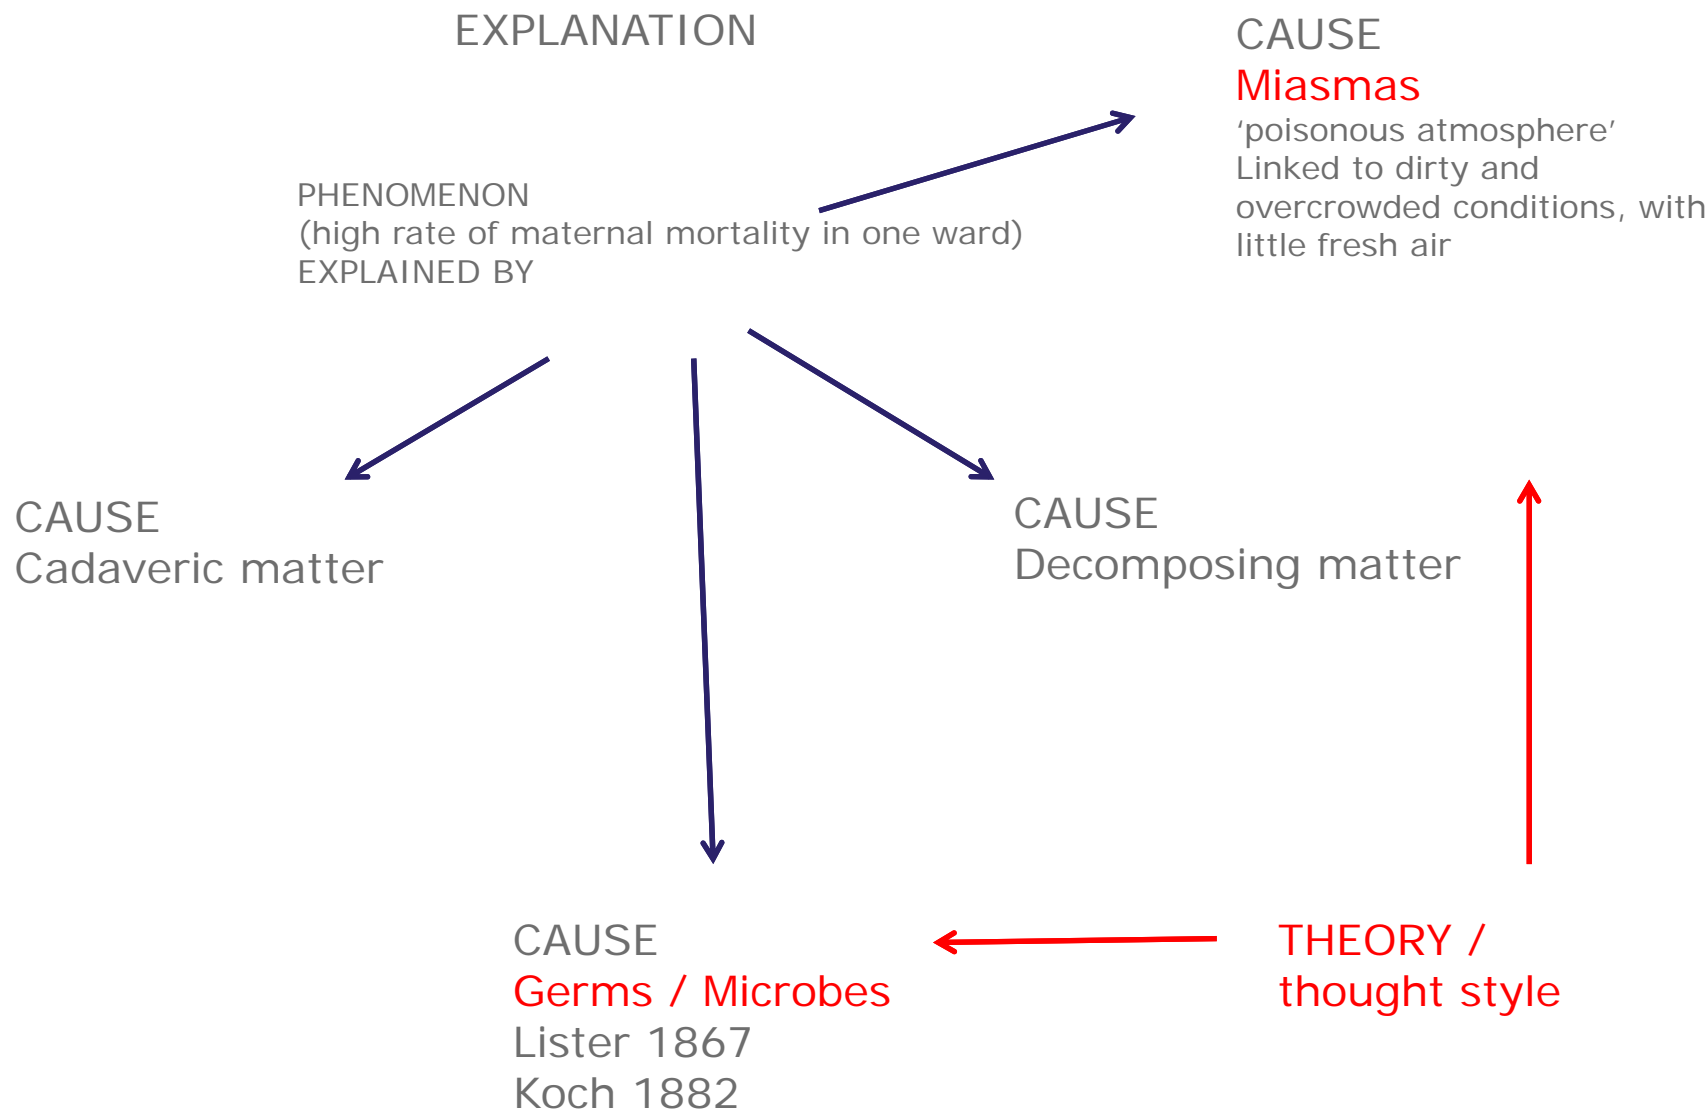 EXPLANATION
CAUSE
Miasmas
‘poisonous atmosphere’
Linked to dirty and
overcrowded conditions, with
little fresh air
PHENOMENON
(high rate of maternal mortality in one ward)
EXPLAINED BY
CAUSE
Cadaveric matter
CAUSE
Decomposing matter
CAUSE
Germs / Microbes
Lister 1867
Koch 1882
THEORY /
thought style